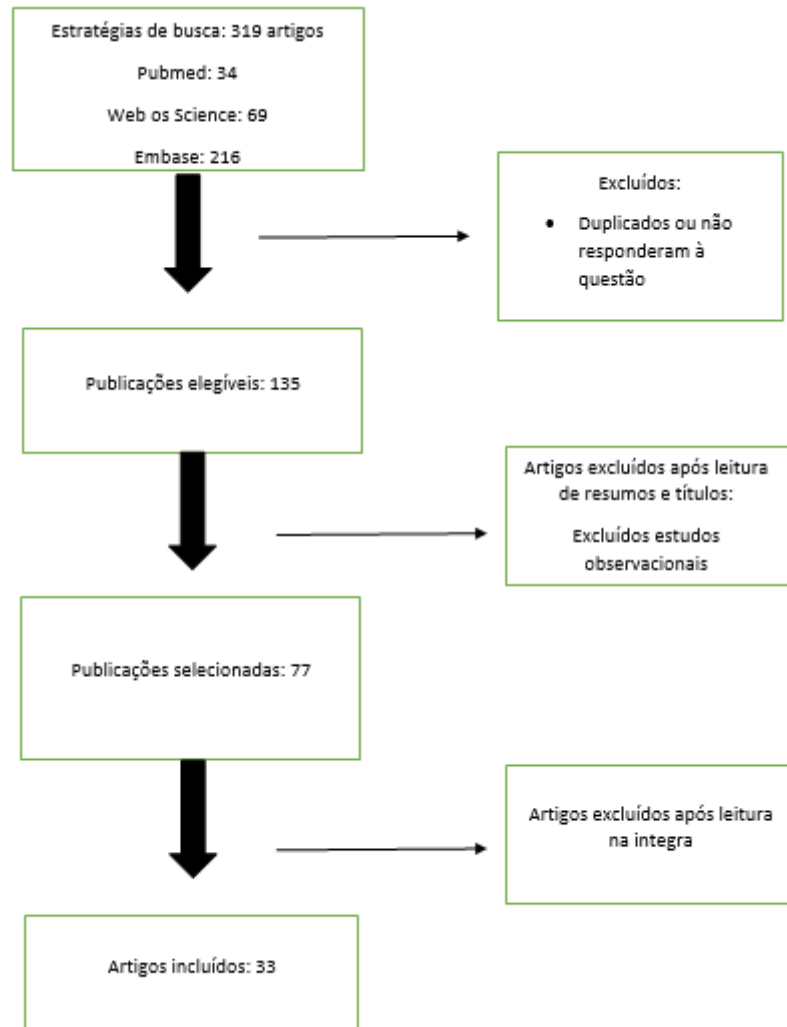 Estratégias de busca: 319 artigos
Pubmed: 34
Web os Science: 69
Embase: 216
Excluídos:
• Duplicados ou não
responderam à
questão
Publicações elegíveis: 135
Artigos excluídos após leitura
de resumos e títulos:
Excluídos estudos
observacionais
Publicações selecionadas: 77
Artigos excluídos após leitura
na integra
Artigos incluídos: 33